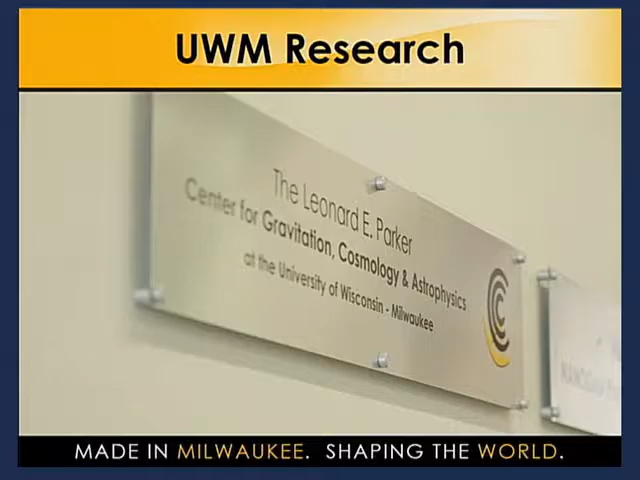 UWM Research
The Leonard E. Parker
Center for Gravitation, Cosmology & Astrophysics
at the University of Wisconsin - Milwaukee
MADE IN MILWAUKEE. SHAPING THE WORLD.